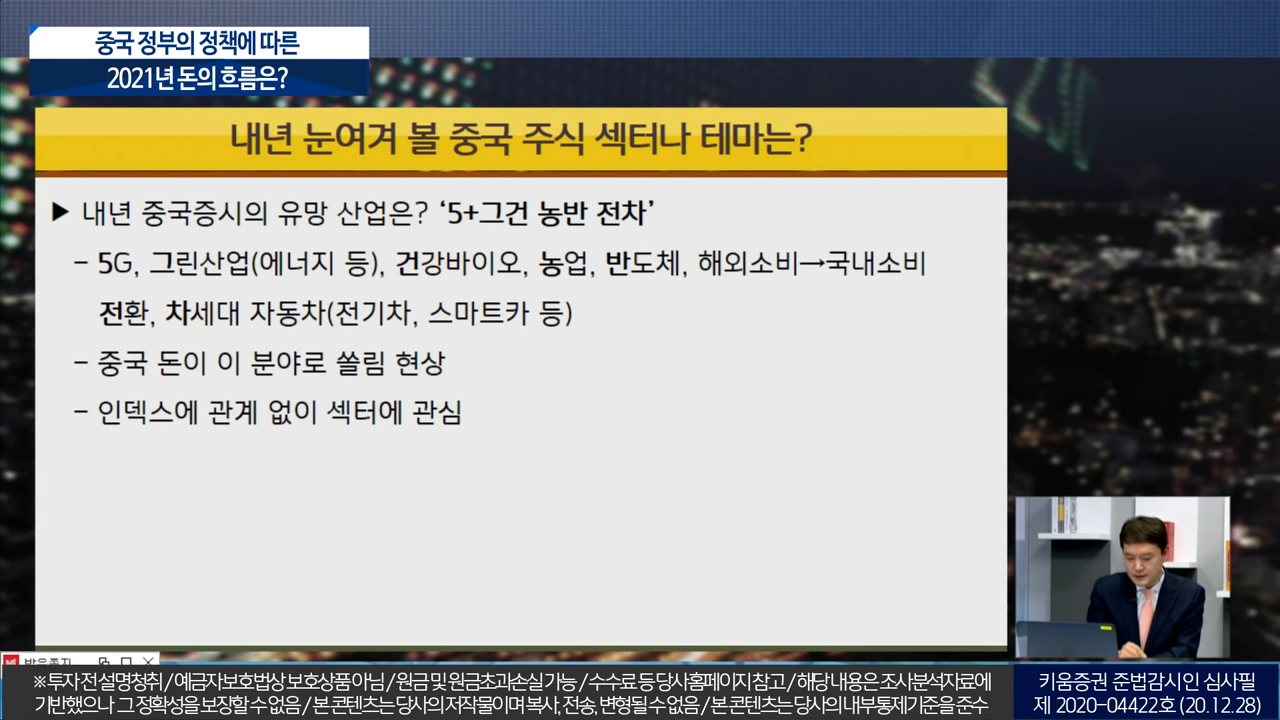 중국 정부의 정책에 따른
2021년 돈의 흐름은?
내년 눈여겨 볼 중국 주식 섹터나 테마는?
▶ 내년 중국증시의 유망 산업은? ‘5+그건 농반 전차’
– 5G, 그린산업(에너지 등), 건강바이오, 농업, 반도체, 해외소비→국내소비
전환, 차세대 자동차(전기차, 스마트카 등)
– 중국 돈이 이 분야로 쏠림 현상
– 인덱스에 관계 없이 섹터에 관심
※ 투자 전 설명청취 / 예금자보호법상 보호상품 아님 / 원금 및 원금초과손실 가능 / 수수료 등 당사홈페이지 참고 / 해당 내용은 조사분석자료에
기반했으나 그 정확성을 보장할 수 없음 / 본 콘텐츠는 당사의 저작물이며 복사, 전송, 변형될 수 없음 / 본 콘텐츠는 당사의 내부통제기준을 준수
키움증권 준법감시인 심사필
제 2020-04422호 (20.12.28)